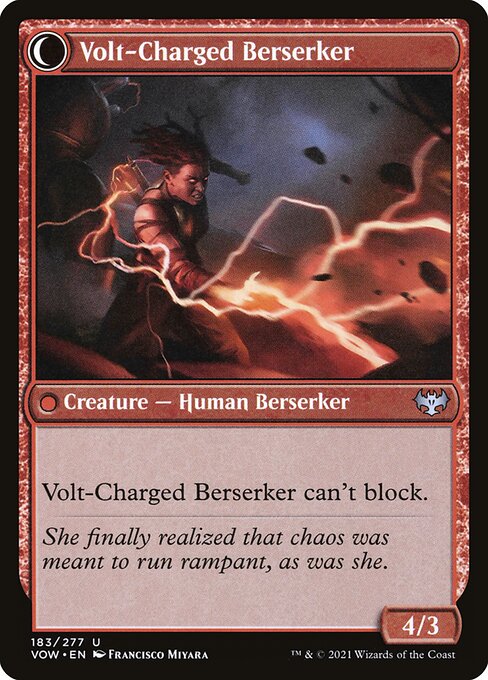 Volt-Charged Berserker
Creature — Human Berserker
Volt-Charged Berserker can't block.
She finally realized that chaos was
meant to run rampant, as was she.
4/3
183/277 U
VOW • EN Francisco Miyara
™ & © 2021 Wizards of the Coast